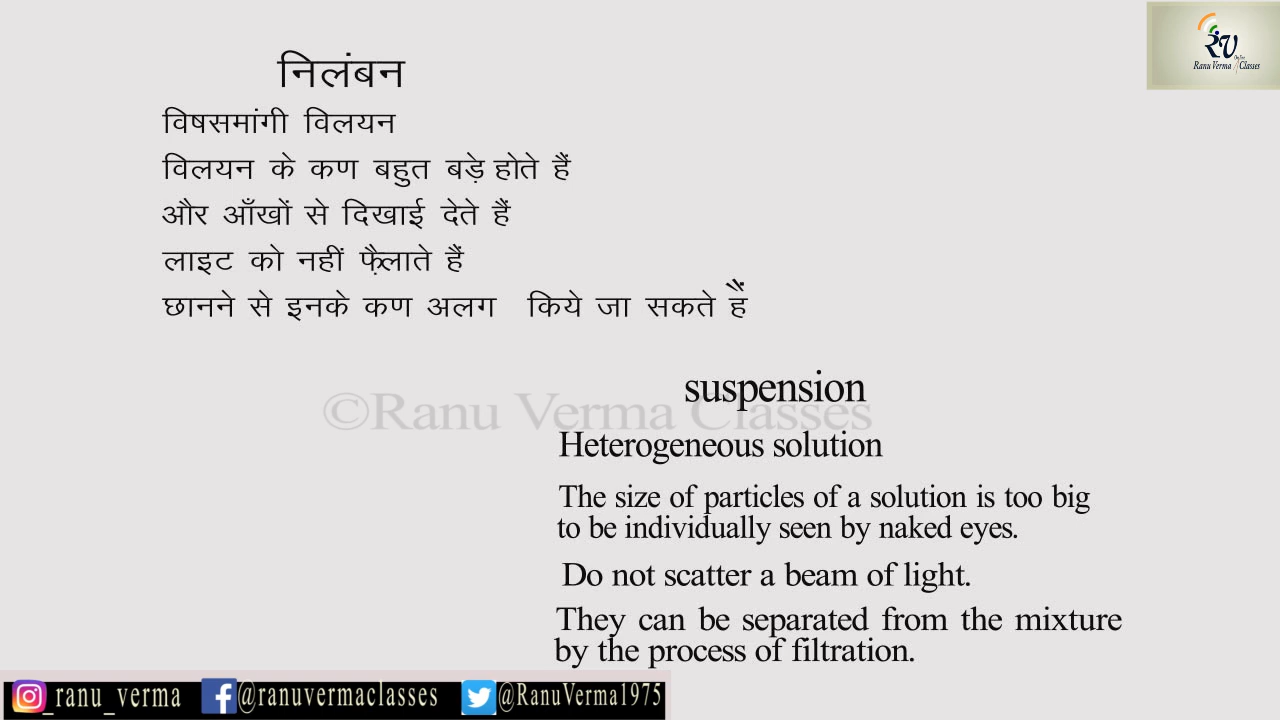 निलंबन
विषसमांगी विलयन
विलयन के कण बहुत बड़े होते हैं
और आँखों से दिखाई देते हैं
लाइट को नहीं फ़ैलाते हैं
छानने से इनके कण अलग किये जा सकते हैं
©Ranu Verma Classes
suspension
Heterogeneous solution
The size of particles of a solution is too big
to be individually seen by naked eyes.
Do not scatter a beam of light.
They can be separated from the mixture
by the process of filtration.
_ranu_verma @ranuvermaclasses @RanuVerma1975
Ranu Verma Classes